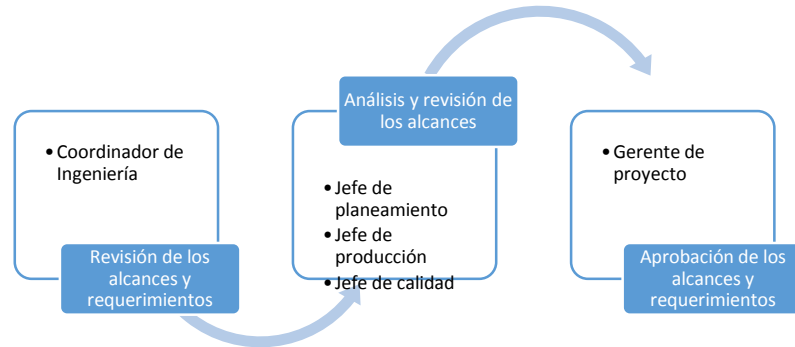 • Coordinador de
Ingeniería
Revisión de los
alcances y
requerimientos
Análisis y revisión de
los alcances
• Jefe de
planeamiento
• Jefe de
producción
• Jefe de calidad
• Gerente de
proyecto
Aprobación de los
alcances y
requerimientos